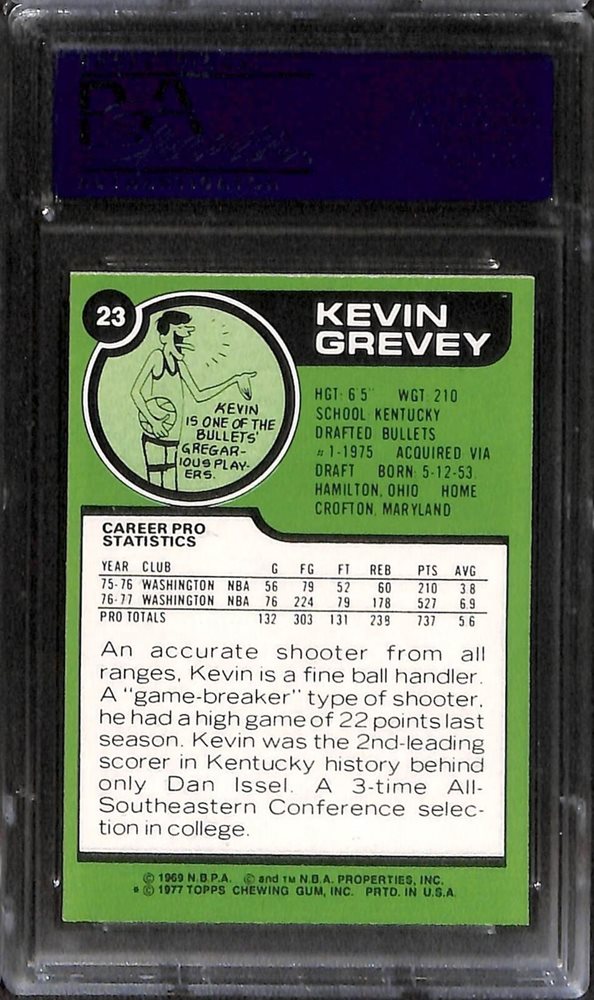 23
KEVIN
GREVEY
KEVIN
IS ONE OF THE
BULLETS'
GREGAR-
IOUS PLAY-
ERS.
HGT: 6'5" WGT: 210
SCHOOL: KENTUCKY
DRAFTED: BULLETS
#1-1975 ACQUIRED: VIA
DRAFT BORN: 5-12-53,
HAMILTON, OHIO HOME:
CROFTON, MARYLAND
CAREER PRO
STATISTICS
YEAR CLUB G FG FT REB PTS AVG
75-76 WASHINGTON NBA 56 79 52 60 210 3.8
76-77 WASHINGTON NBA 76 224 79 178 527 6.9
PRO TOTALS 132 303 131 238 737 5.6
An accurate shooter from all
ranges, Kevin is a fine ball handler.
A "game-breaker" type of shooter,
he had a high game of 22 points last
season. Kevin was the 2nd-leading
scorer in Kentucky history behind
only Dan Issel. A 3-time All-
Southeastern Conference selec-
tion in college.
© 1969 N.B.P.A. © and TM N.B.A. PROPERTIES, INC.
* © 1977 TOPPS CHEWING GUM, INC. PRTD. IN U.S.A.